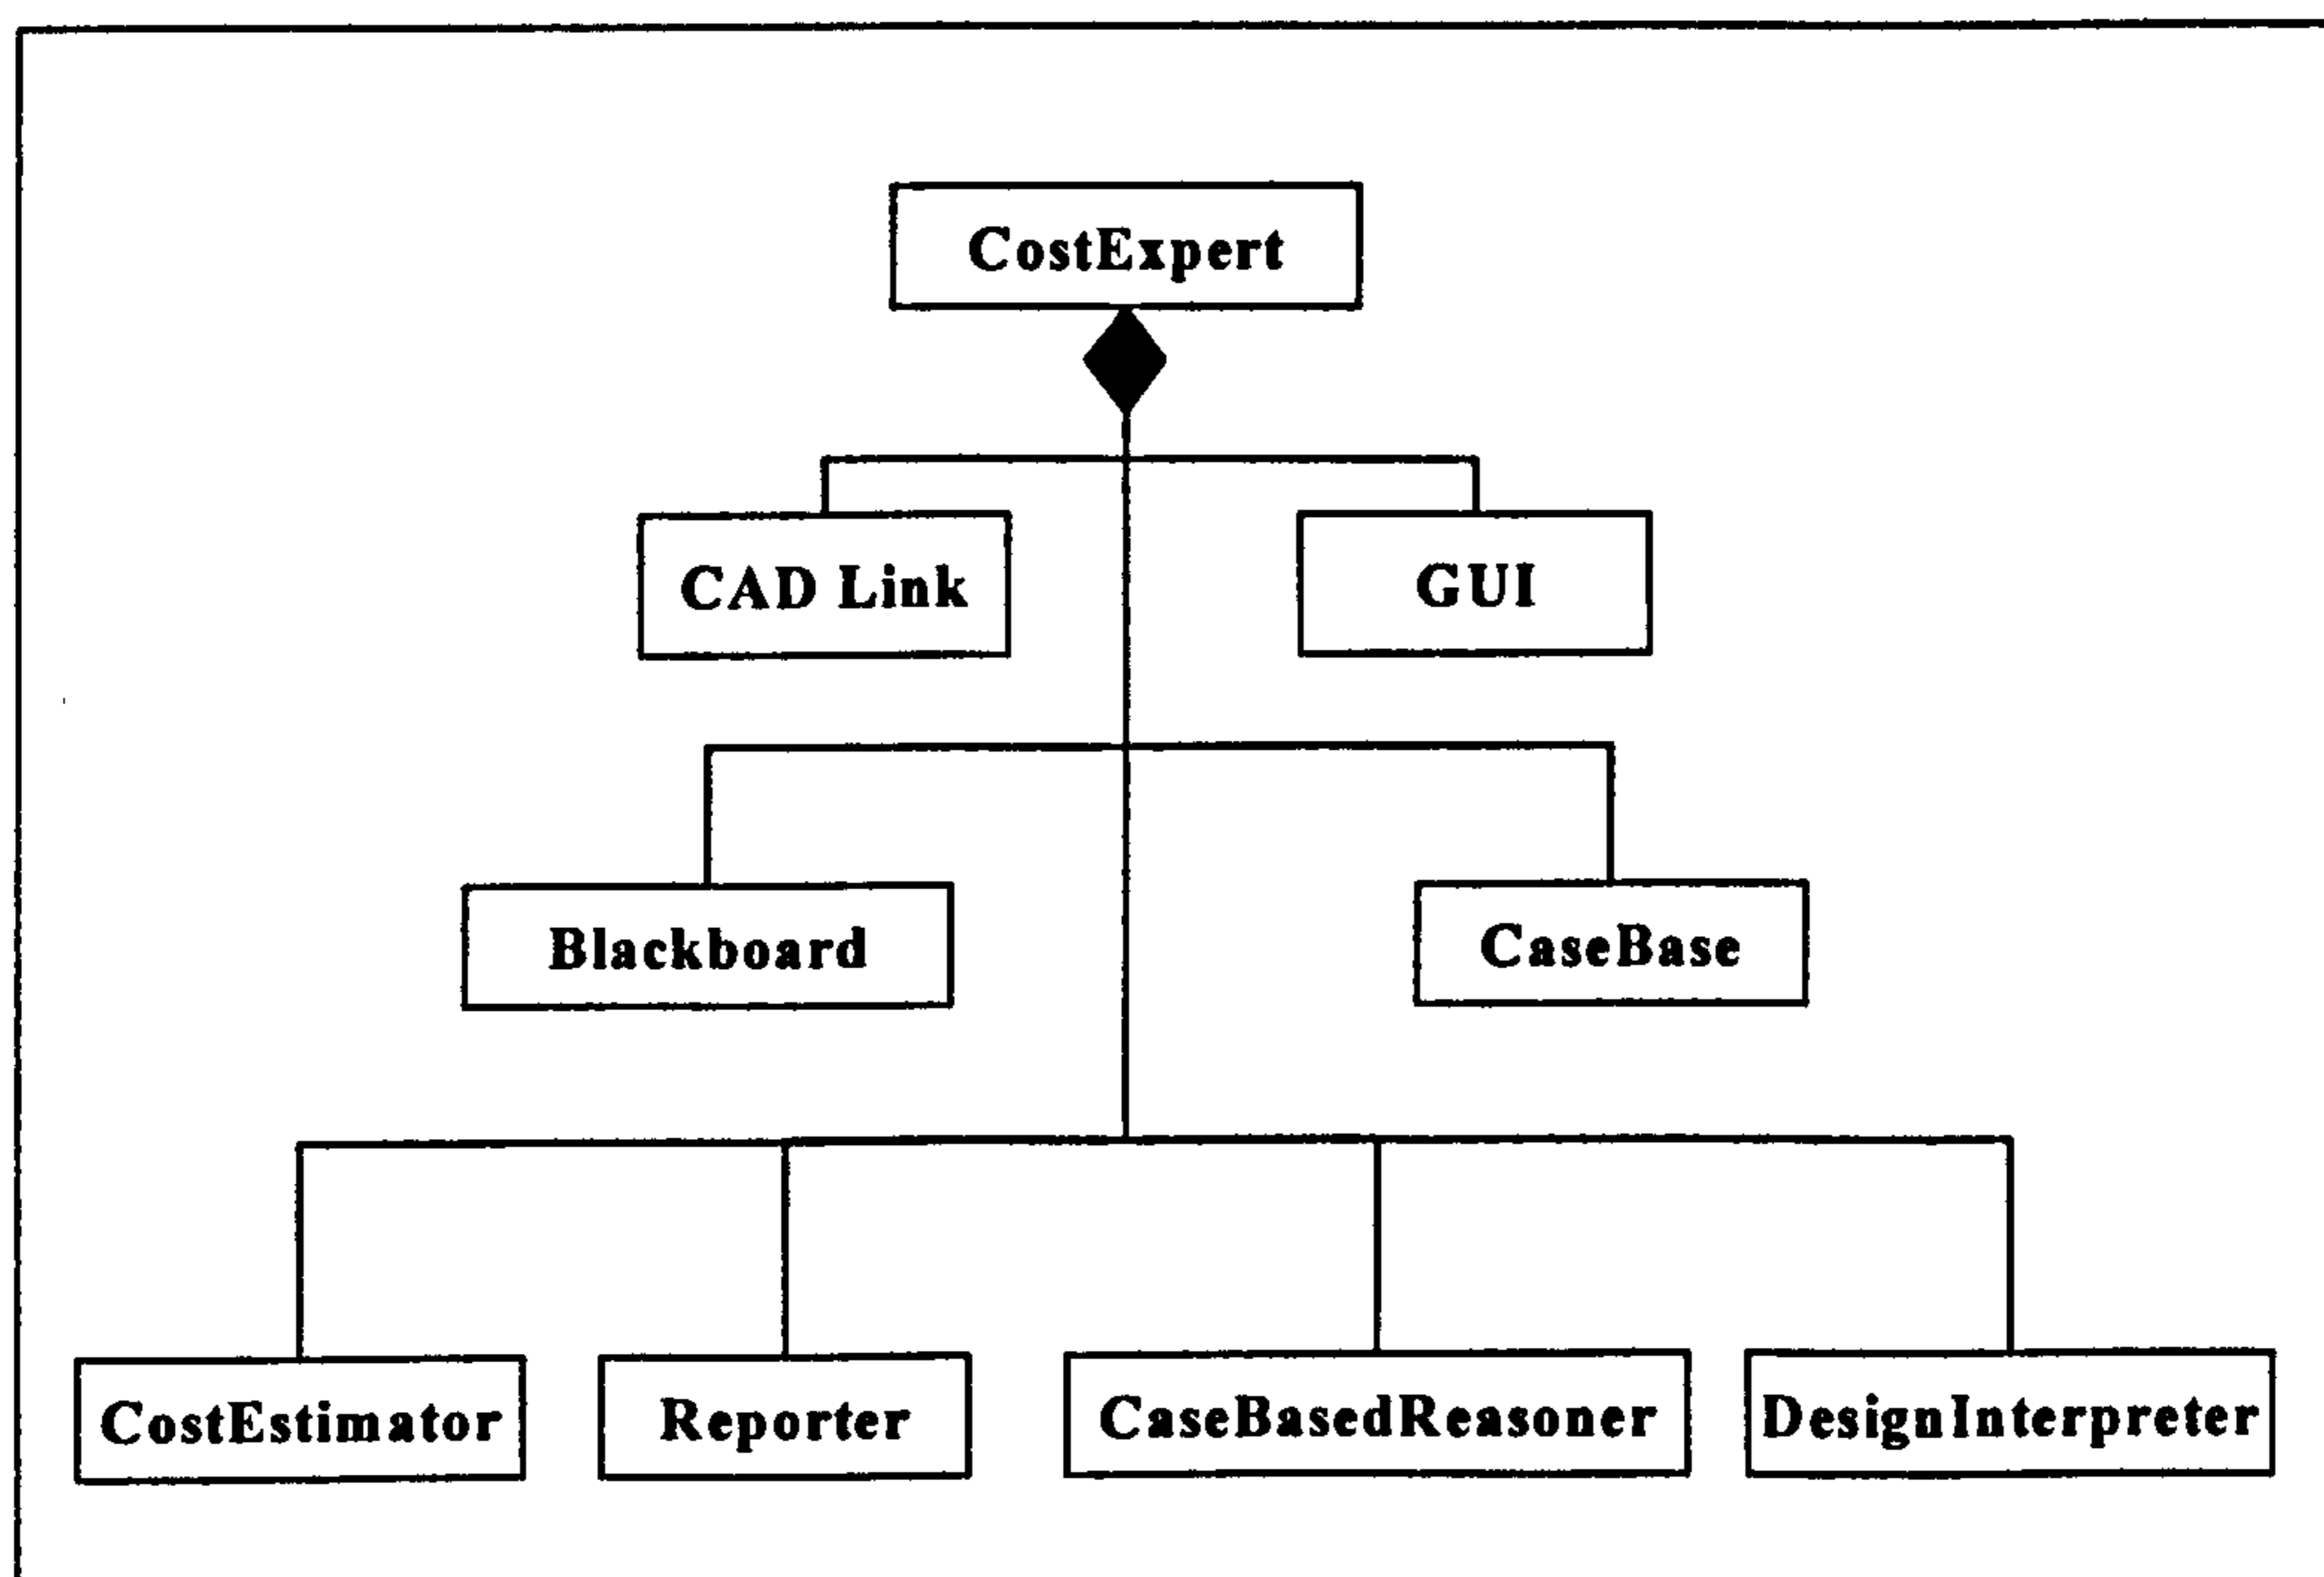 CostExpert
CAD Link
GUI
Blackboard
CaseBase
CostEstimator
Reporter
CaseBasedReasoner
DesignInterpreter